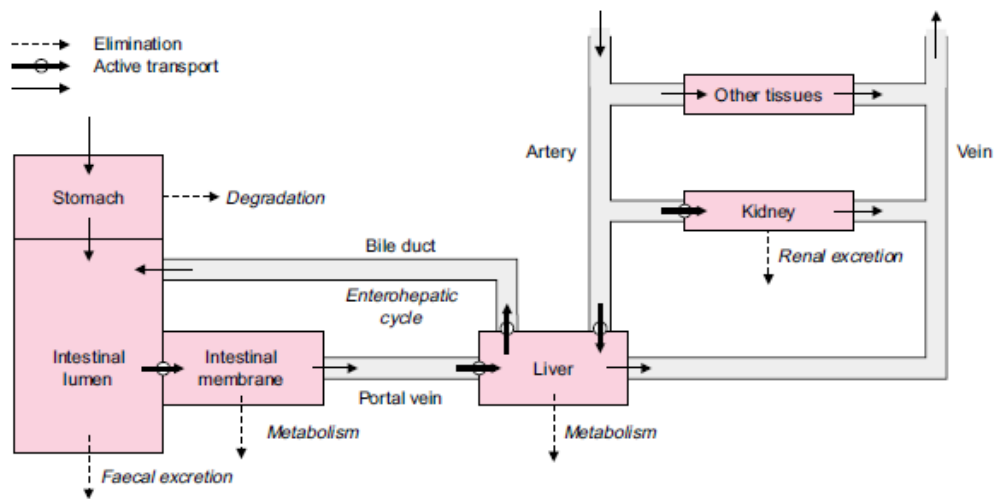 Elimination
Active transport
Other tissues
Artery
Vein
Stomach
Degradation
Kidney
Bile duct
Renal excretion
Enterohepatic
cycle
Intestinal
lumen
Intestinal
membrane
Liver
Portal vein
Metabolism
Metabolism
Faecal excretion